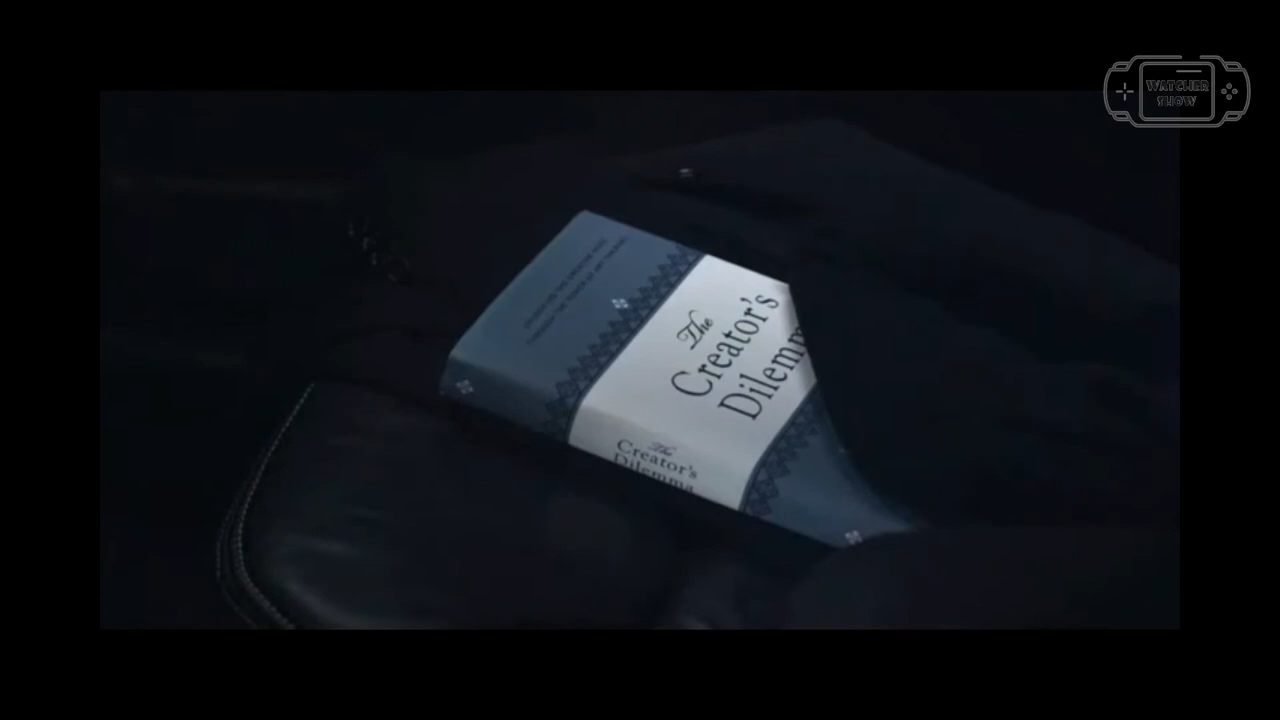 WATCHER
SHOW
The
Creator's
Dilemm
The
Creator's
Dilemma